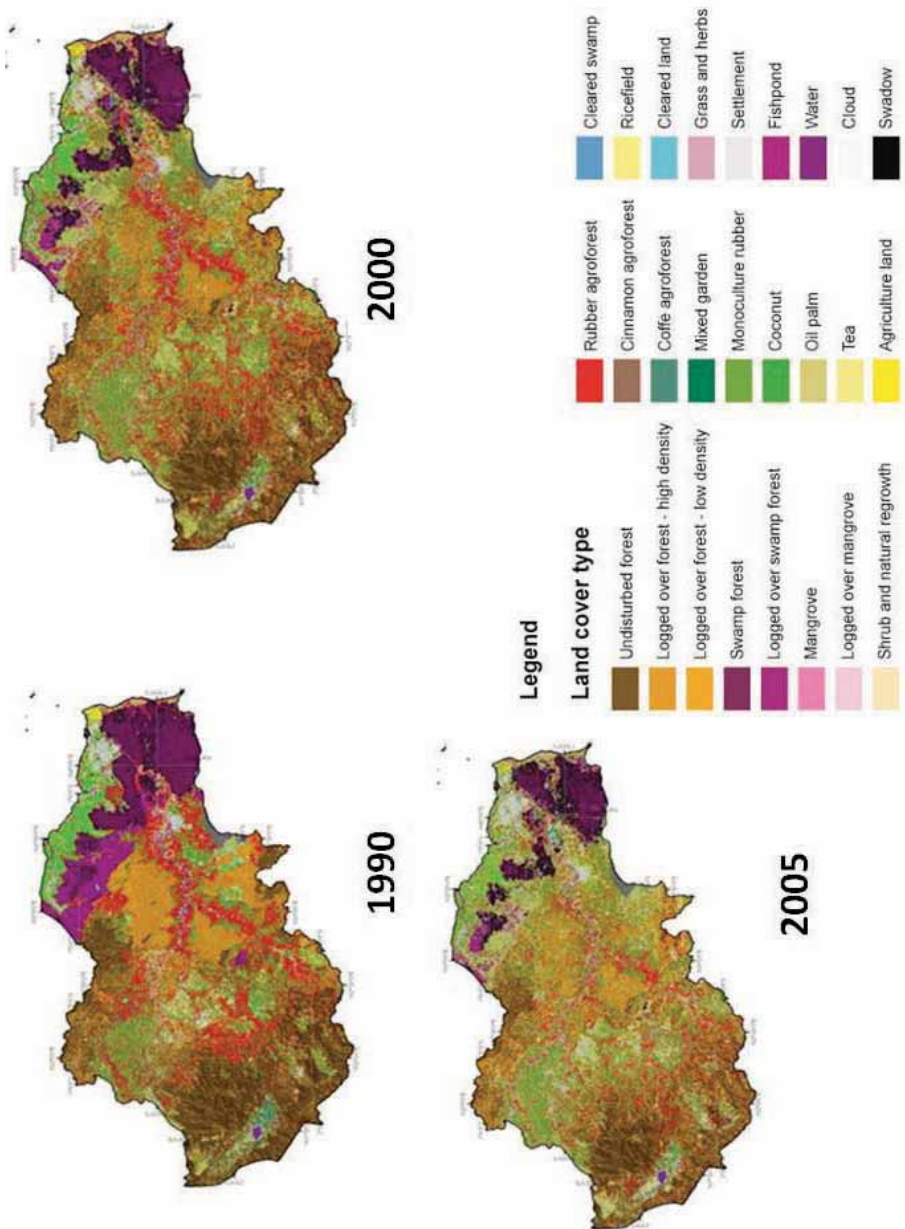 1990
2000
2005
Legend
Land cover type
Undisturbed forest
Logged over forest - high density
Logged over forest - low density
Swamp forest
Logged over swamp forest
Mangrove
Logged over mangrove
Shrub and natural regrowth
Rubber agroforest
Cinnamon agroforest
Coffe agroforest
Mixed garden
Monoculture rubber
Coconut
Oil palm
Tea
Agriculture land
Cleared swamp
Ricefield
Cleared land
Grass and herbs
Settlement
Fishpond
Water
Cloud
Swadow